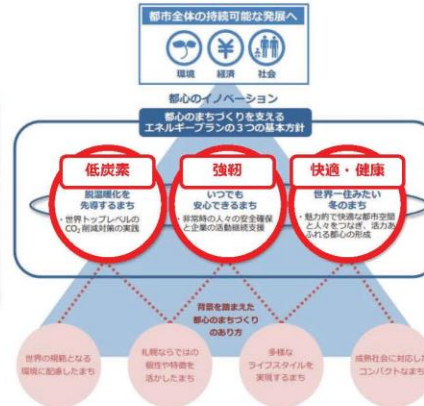 都市全体の持続可能な発展へ
環境 経済 社会
都心のイノベーション
都心のまちづくりを支える
エネルギープランの3つの基本方針
低炭素 強靭 快適・健康
脱温暖化を
先導するまち
・世界トップレベルの
CO₂削減対策の実践
いつでも
安心できるまち
・非常時の人々の安全確保
と企業の活動継続支援
世界一住みたい
冬のまち
・魅力的で快適な都市空間
と人々をつなぎ、活力あ
ふれる都心の形成
背景を踏まえた
都心のまちづくり
のあり方
世界の規範となる
環境に配慮したまち
札幌ならではの
個性や特徴を
活かしたまち
多様な
ライフスタイルを
実現するまち
成熟社会に対応した
コンパクトなまち